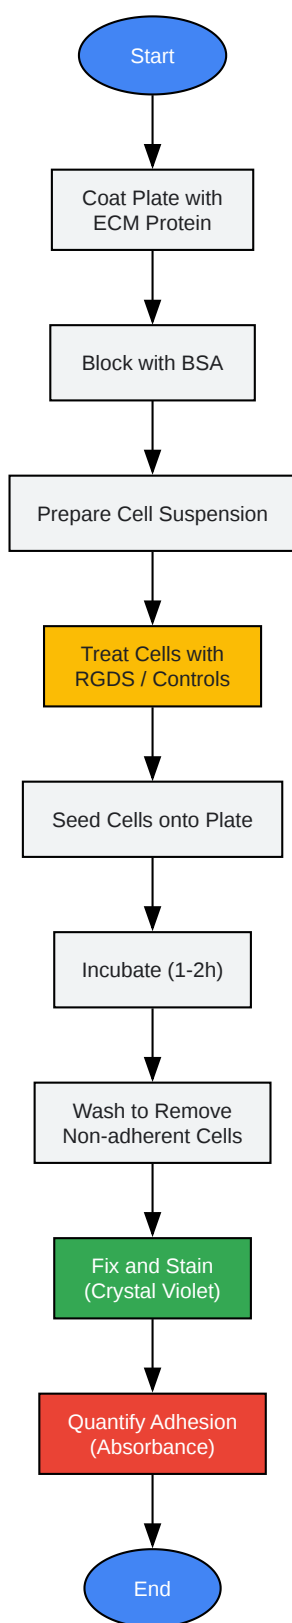 Start
Coat Plate with
ECM Protein
Block with BSA
Prepare Cell Suspension
Treat Cells with
RGDS / Controls
Seed Cells onto Plate
Incubate (1-2h)
Wash to Remove
Non-adherent Cells
Fix and Stain
(Crystal Violet)
Quantify Adhesion
(Absorbance)
End